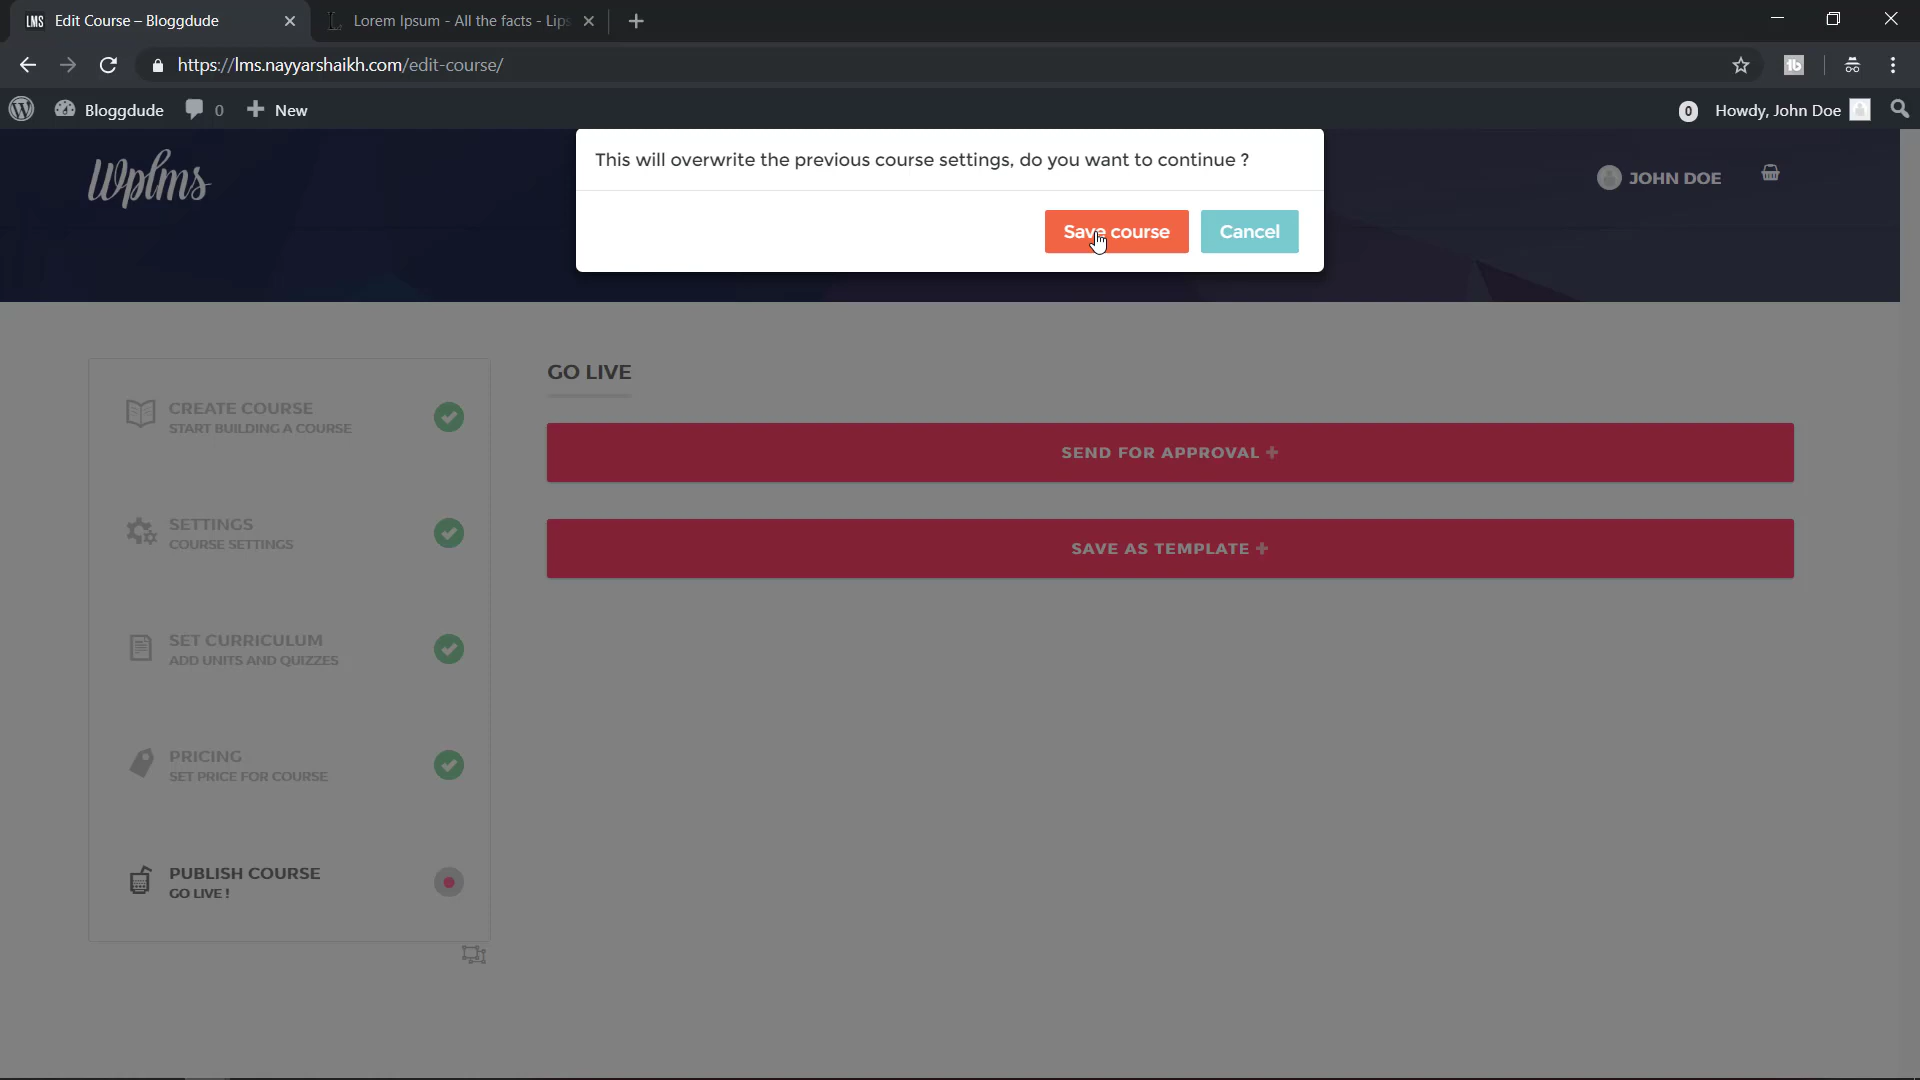 LMS Edit Course – Bloggdude
Lorem Ipsum - All the facts - Lips
https://lms.nayyarshaikh.com/edit-course/
tb
Bloggdude 0 New
0 Howdy, John Doe
Wplms
JOHN DOE
This will overwrite the previous course settings, do you want to continue ?
Save course Cancel
CREATE COURSE
START BUILDING A COURSE
SETTINGS
COURSE SETTINGS
SET CURRICULUM
ADD UNITS AND QUIZZES
PRICING
SET PRICE FOR COURSE
PUBLISH COURSE
GO LIVE !
GO LIVE
SEND FOR APPROVAL +
SAVE AS TEMPLATE +